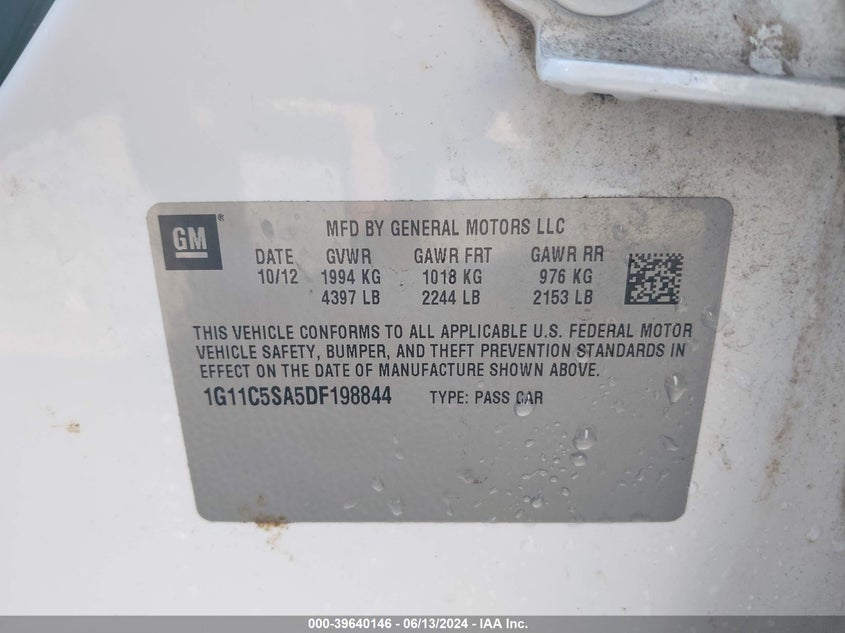 GM®
MFD BY GENERAL MOTORS LLC
DATE GVWR GAWR FRT GAWR RR
10/12 1994 KG 1018 KG 976 KG
4397 LB 2244 LB 2153 LB
THIS VEHICLE CONFORMS TO ALL APPLICABLE U.S. FEDERAL MOTOR
VEHICLE SAFETY, BUMPER, AND THEFT PREVENTION STANDARDS IN
EFFECT ON THE DATE OF MANUFACTURE SHOWN ABOVE.
1G11C5SA5DF198844 TYPE: PASS CAR
000-39640146 - 06/13/2024 - IAA Inc.